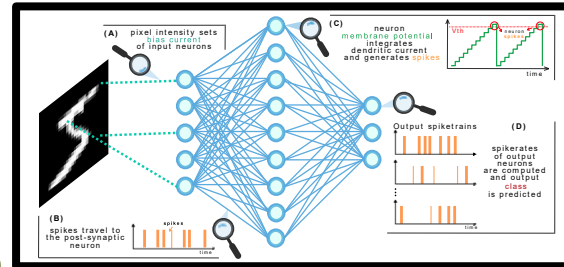 (A)
pixel intensity sets
bias current
of input neurons
(C)
neuron
membrane potential
integrates
dendritic current
and generates spikes
Vth
neuron
spikes
time
(B)
spikes travel to
the post-synaptic
neuron
spikes
time
Output spiketrains
(D)
time
spikerates
of output
neurons
are computed
and output
class
is predicted